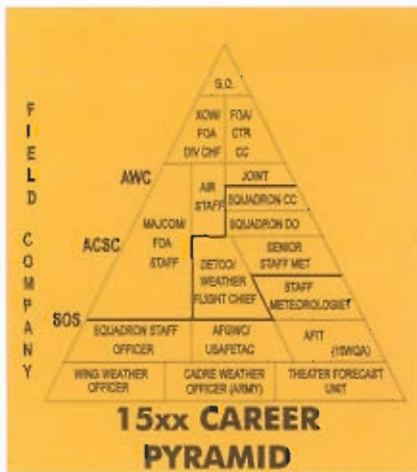 G.O.
XOW/ FOA/
FOA CTR
DIV CHF CC
AWC
AIR
STAFF
JOINT
SQUADRON CC
SQUADRON DO
ACSC
MAJCOM/
FOA
STAFF
SENIOR
STAFF MET
DETCO/
WEATHER
FLIGHT CHIEF
STAFF
METEOROLOGIST
SOS
SQUADRON STAFF
OFFICER
AFGWC/
USAFETAC
AFIT
WING WEATHER
OFFICER
CADRE WEATHER
OFFICER (ARMY)
THEATER FORECAST
UNIT
FIELD COMPANY
15xx CAREER
PYRAMID